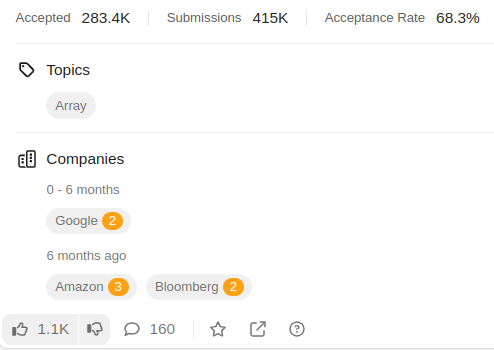 Accepted 283.4K Submissions 415K Acceptance Rate 68.3%
Topics
Array
Companies
0 - 6 months
Google 2
6 months ago
Amazon 3 Bloomberg 2
1.1K 160